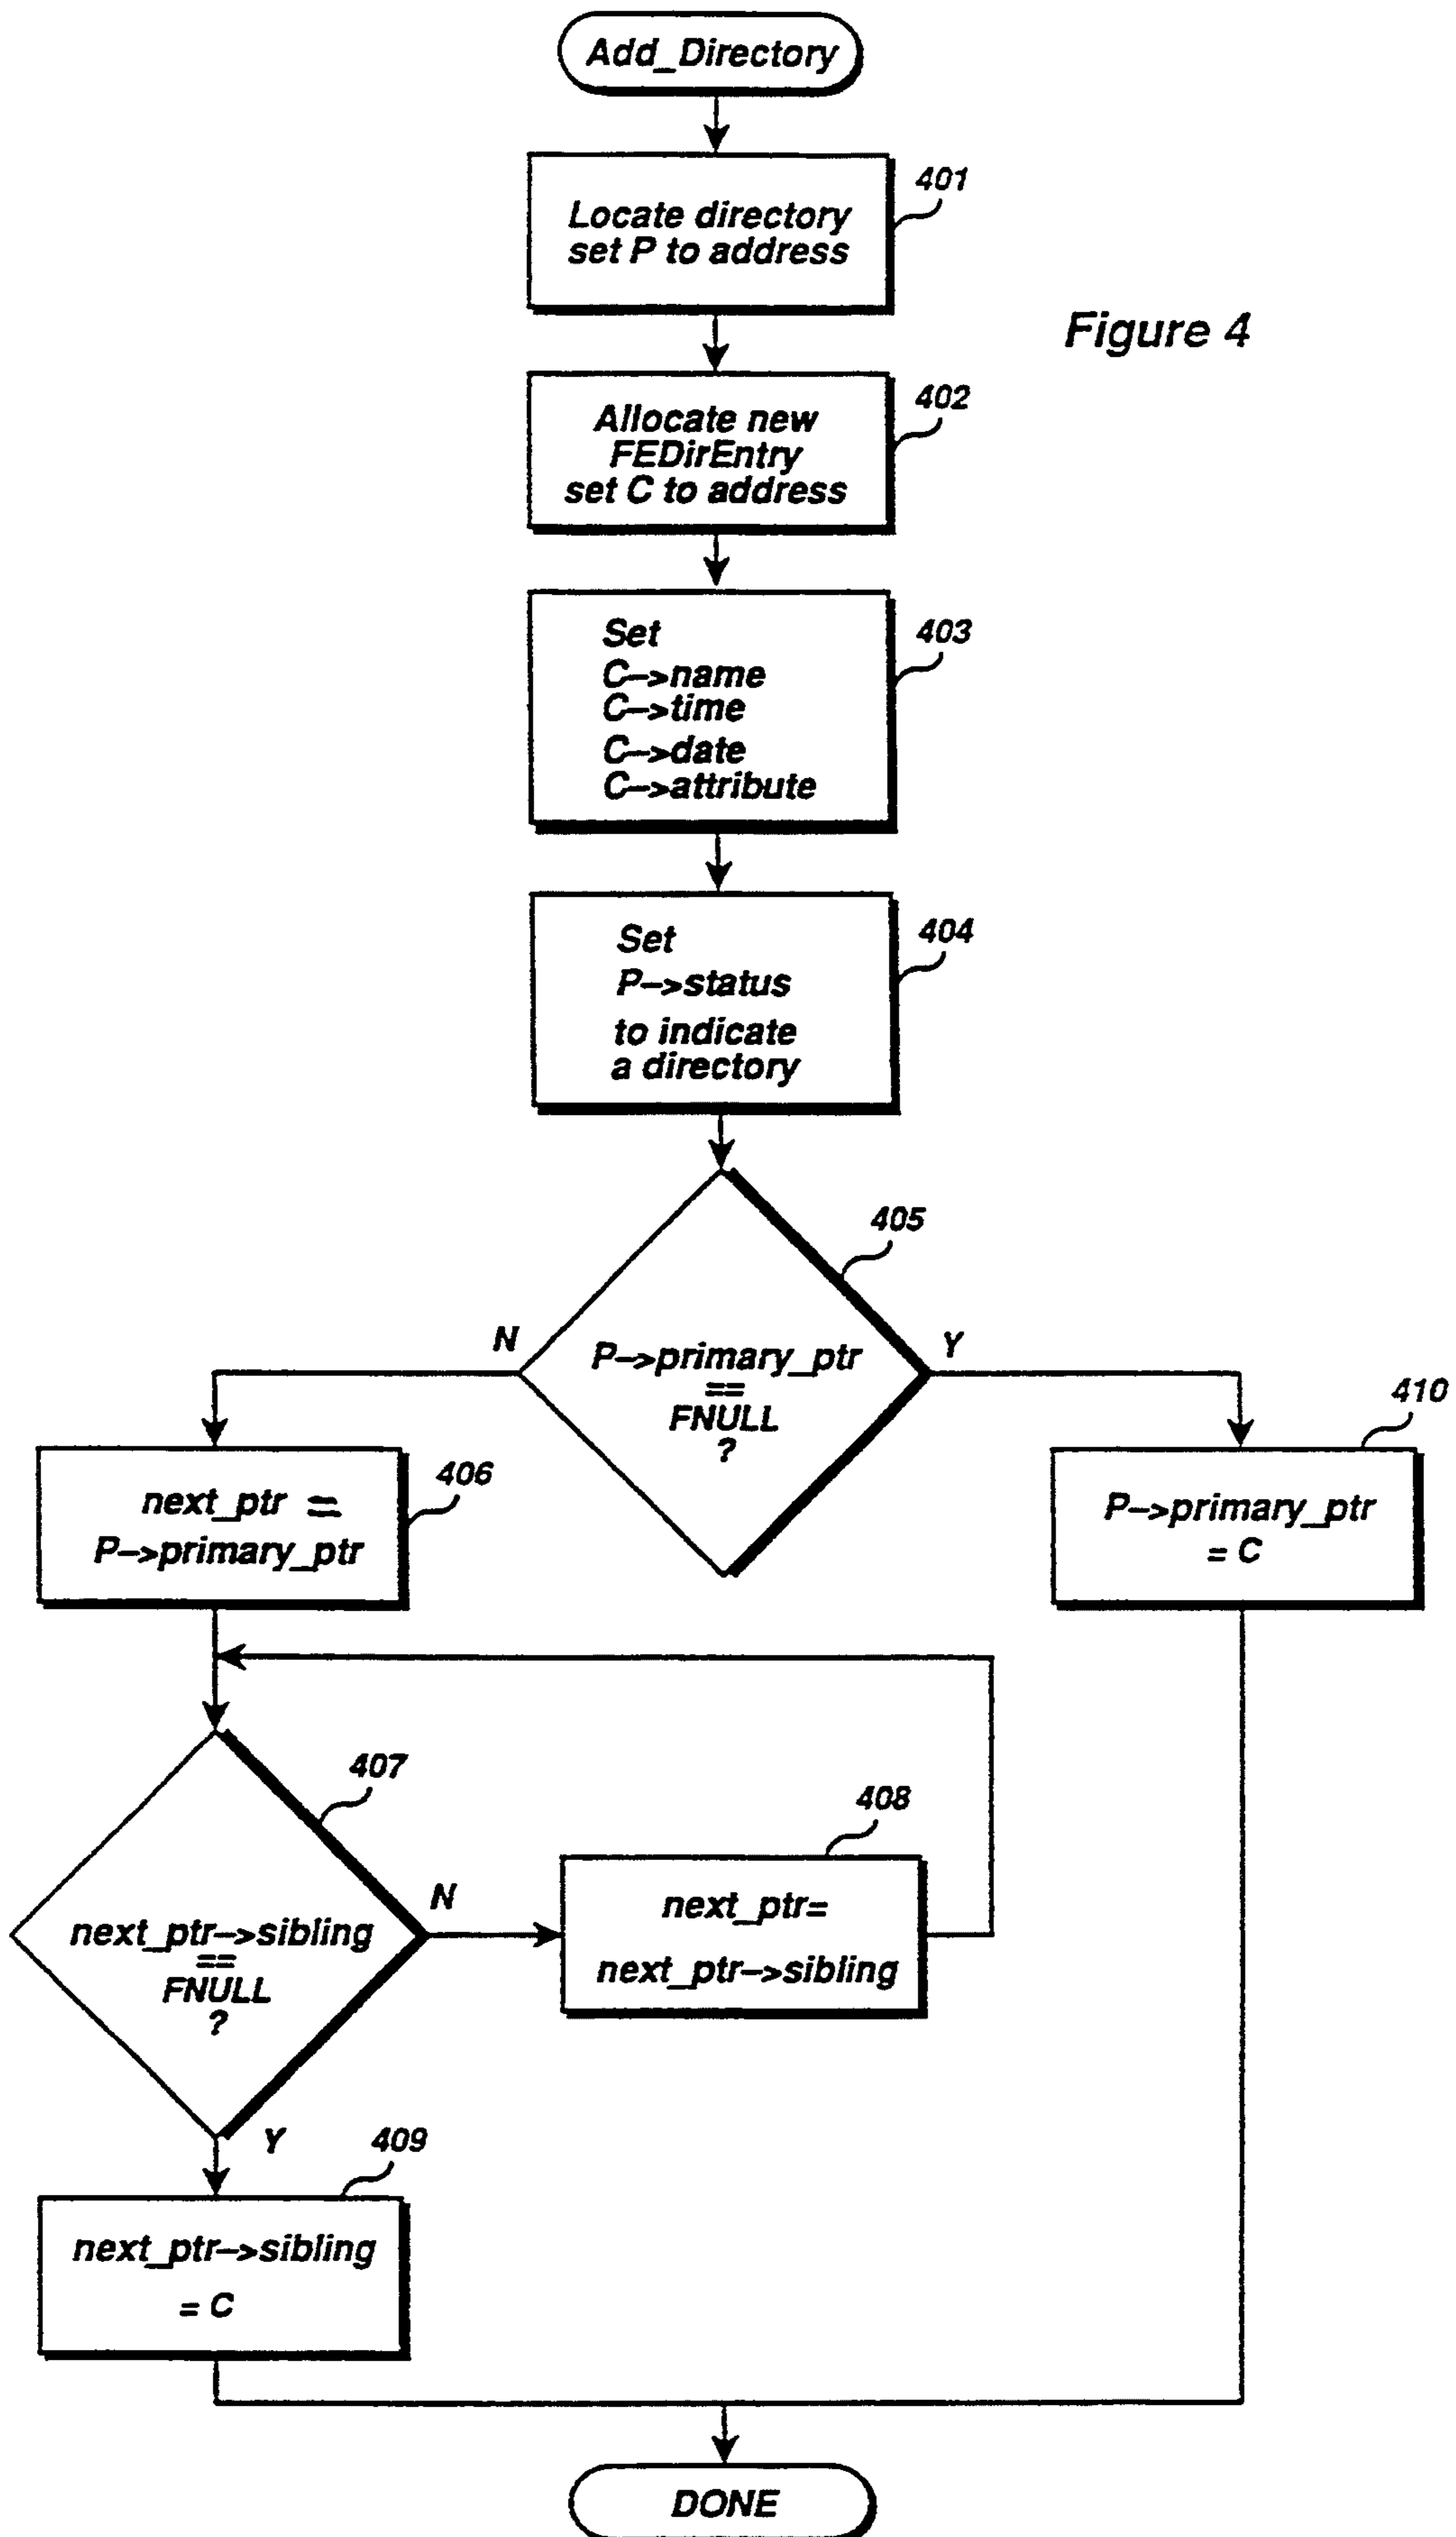 Add_Directory
401
Locate directory
set P to address
Figure 4
402
Allocate new
FEDirEntry
set C to address
403
Set
C->name
C->time
C->date
C->attribute
404
Set
P->status
to indicate
a directory
405
N
Y
P->primary_ptr
==
FNULL
?
410
406
next_ptr =
P->primary_ptr
P->primary_ptr
= C
407
408
N
next_ptr=
next_ptr->sibling
next_ptr->sibling
==
FNULL
?
Y
409
next_ptr->sibling
= C
DONE